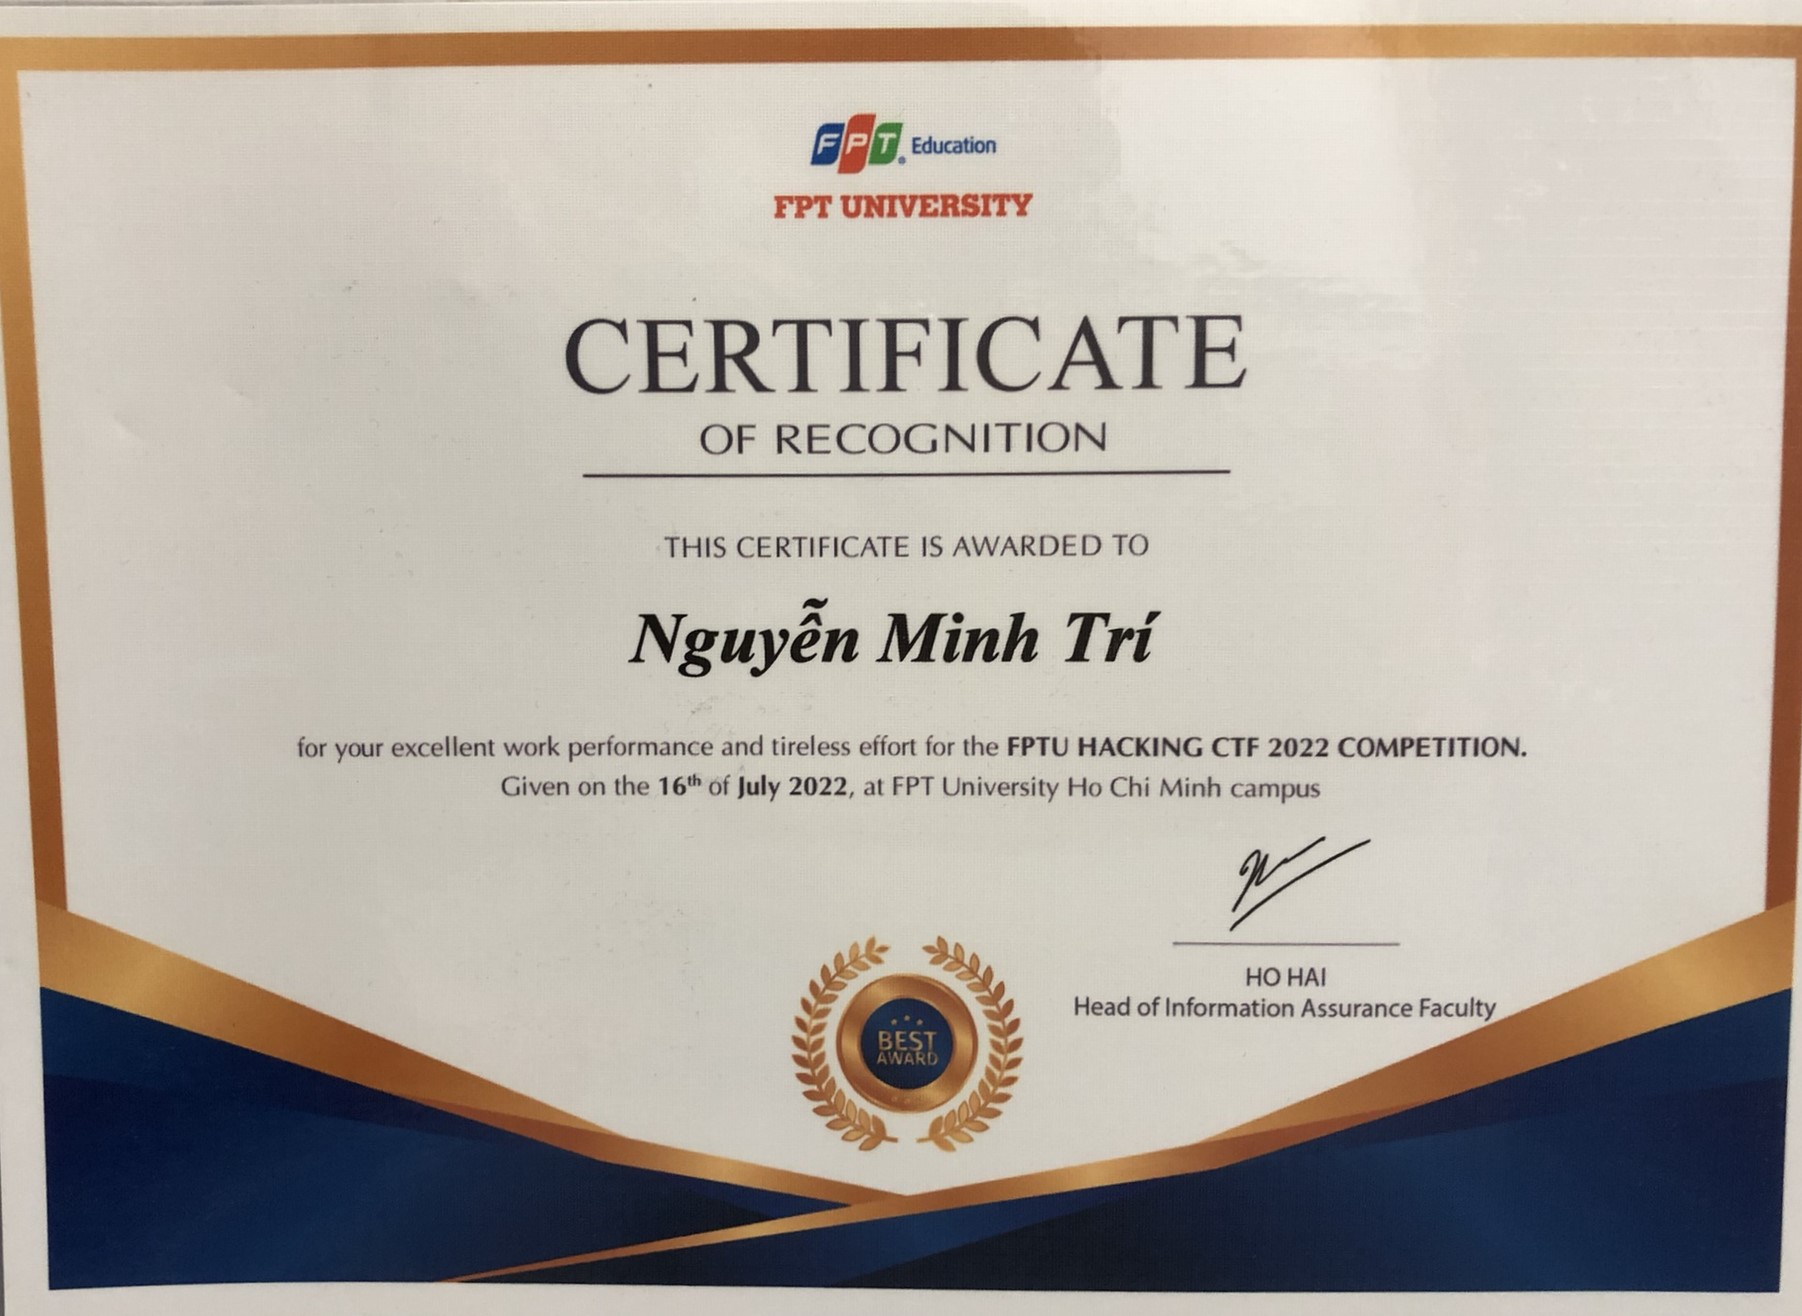 FPT Education
FPT UNIVERSITY
CERTIFICATE
OF RECOGNITION
THIS CERTIFICATE IS AWARDED TO
Nguyễn Minh Trí
for your excellent work performance and tireless effort for the FPTU HACKING CTF 2022 COMPETITION.
Given on the 16th of July 2022, at FPT University Ho Chi Minh campus
HO HAI
Head of Information Assurance Faculty
BEST
AWARD